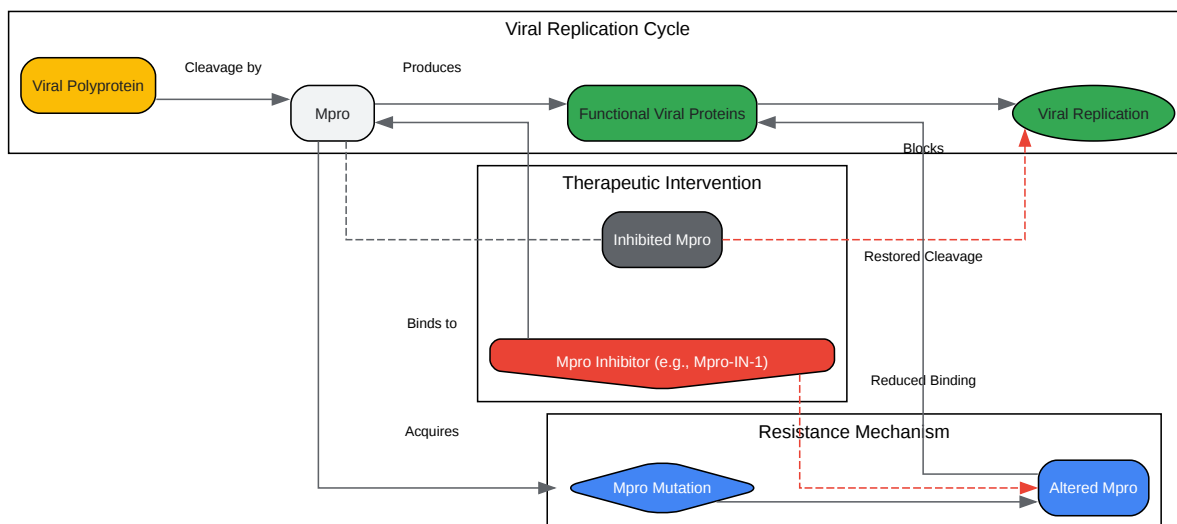 Viral Replication Cycle
Cleavage by
Produces
Viral Polyprotein
Mpro
Functional Viral Proteins
Viral Replication
Blocks
Therapeutic Intervention
Inhibited Mpro
Restored Cleavage
Binds to
Mpro Inhibitor (e.g., Mpro-IN-1)
Reduced Binding
Acquires
Resistance Mechanism
Mpro Mutation
Altered Mpro